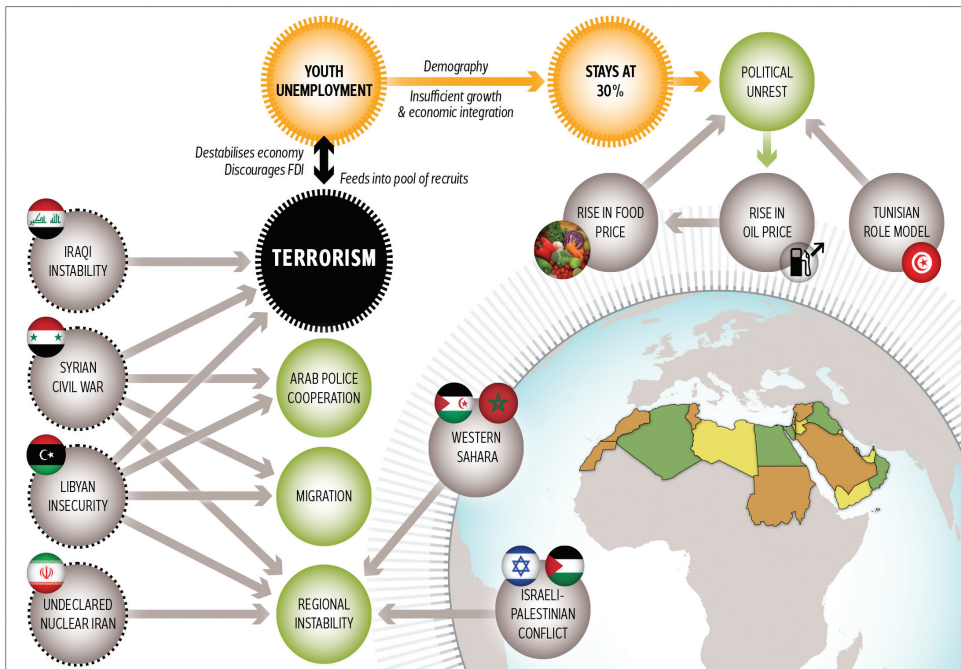 YOUTH
UNEMPLOYMENT
Demography
Insufficient growth
& economic integration
STAYS AT
30%
POLITICAL
UNREST
Destabilises economy
Discourages FDI
Feeds into pool of recruits
RISE IN FOOD
PRICE
RISE IN
OIL PRICE
TUNISIAN
ROLE MODEL
IRAQI
INSTABILITY
TERRORISM
SYRIAN
CIVIL WAR
ARAB POLICE
COOPERATION
WESTERN
SAHARA
LIBYAN
INSECURITY
MIGRATION
UNDECLARED
NUCLEAR IRAN
REGIONAL
INSTABILITY
ISRAELI-
PALESTINIAN
CONFLICT